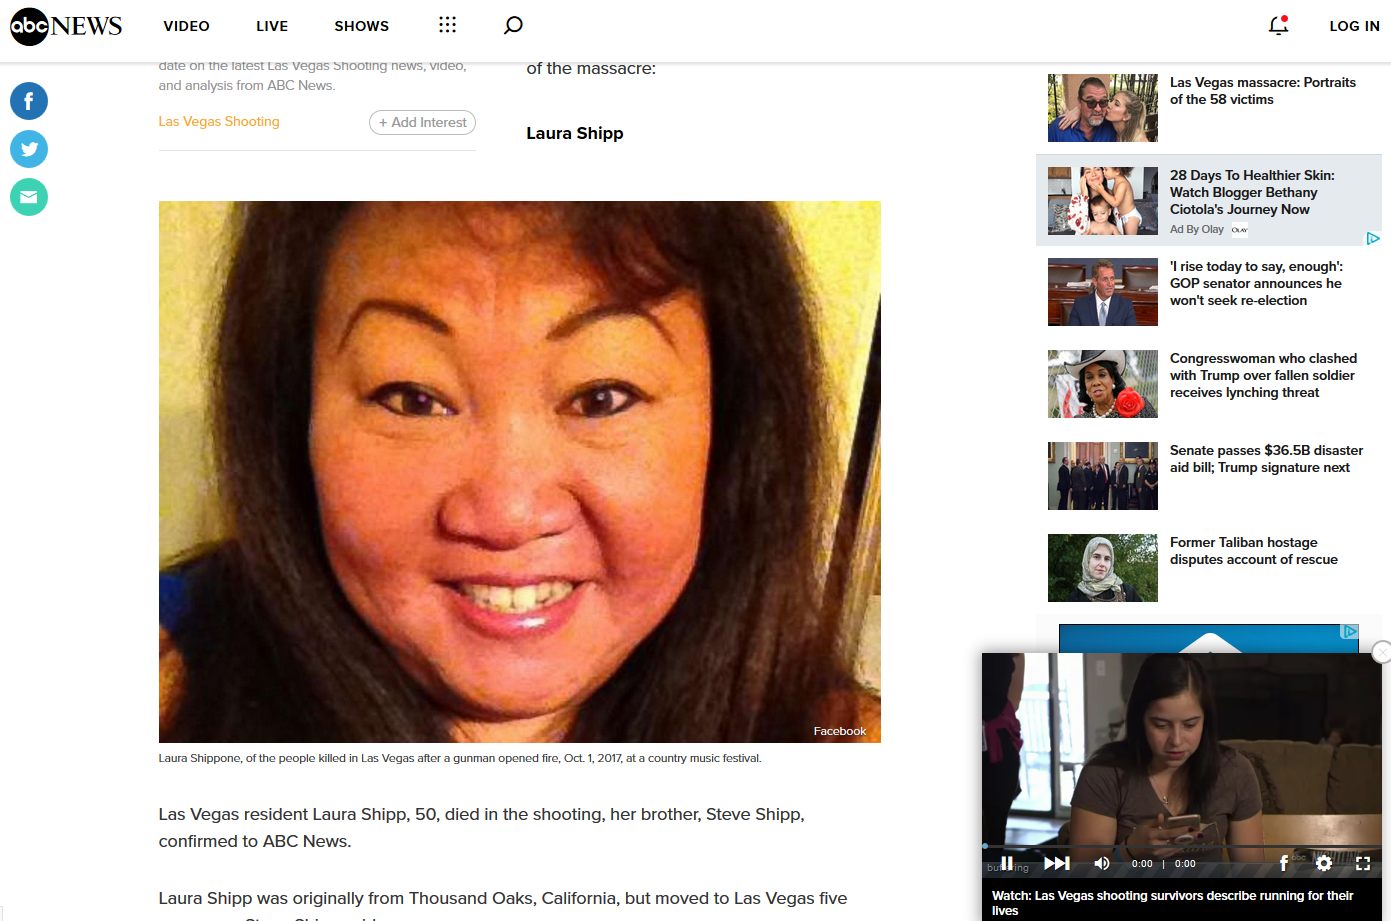 abc NEWS
VIDEO
LIVE
SHOWS
LOG IN
date on the latest Las Vegas Shooting news, video,
and analysis from ABC News.
Las Vegas Shooting
+ Add Interest
of the massacre:
Laura Shipp
Facebook
Laura Shippone, of the people killed in Las Vegas after a gunman opened fire, Oct. 1, 2017, at a country music festival.
Las Vegas resident Laura Shipp, 50, died in the shooting, her brother, Steve Shipp,
confirmed to ABC News.
Laura Shipp was originally from Thousand Oaks, California, but moved to Las Vegas five
Las Vegas massacre: Portraits
of the 58 victims
28 Days To Healthier Skin:
Watch Blogger Bethany
Ciotola's Journey Now
Ad By Olay OLAY
'I rise today to say, enough':
GOP senator announces he
won't seek re-election
Congresswoman who clashed
with Trump over fallen soldier
receives lynching threat
Senate passes $36.5B disaster
aid bill; Trump signature next
Former Taliban hostage
disputes account of rescue
buffering
0:00 | 0:00
abc
Watch: Las Vegas shooting survivors describe running for their
lives